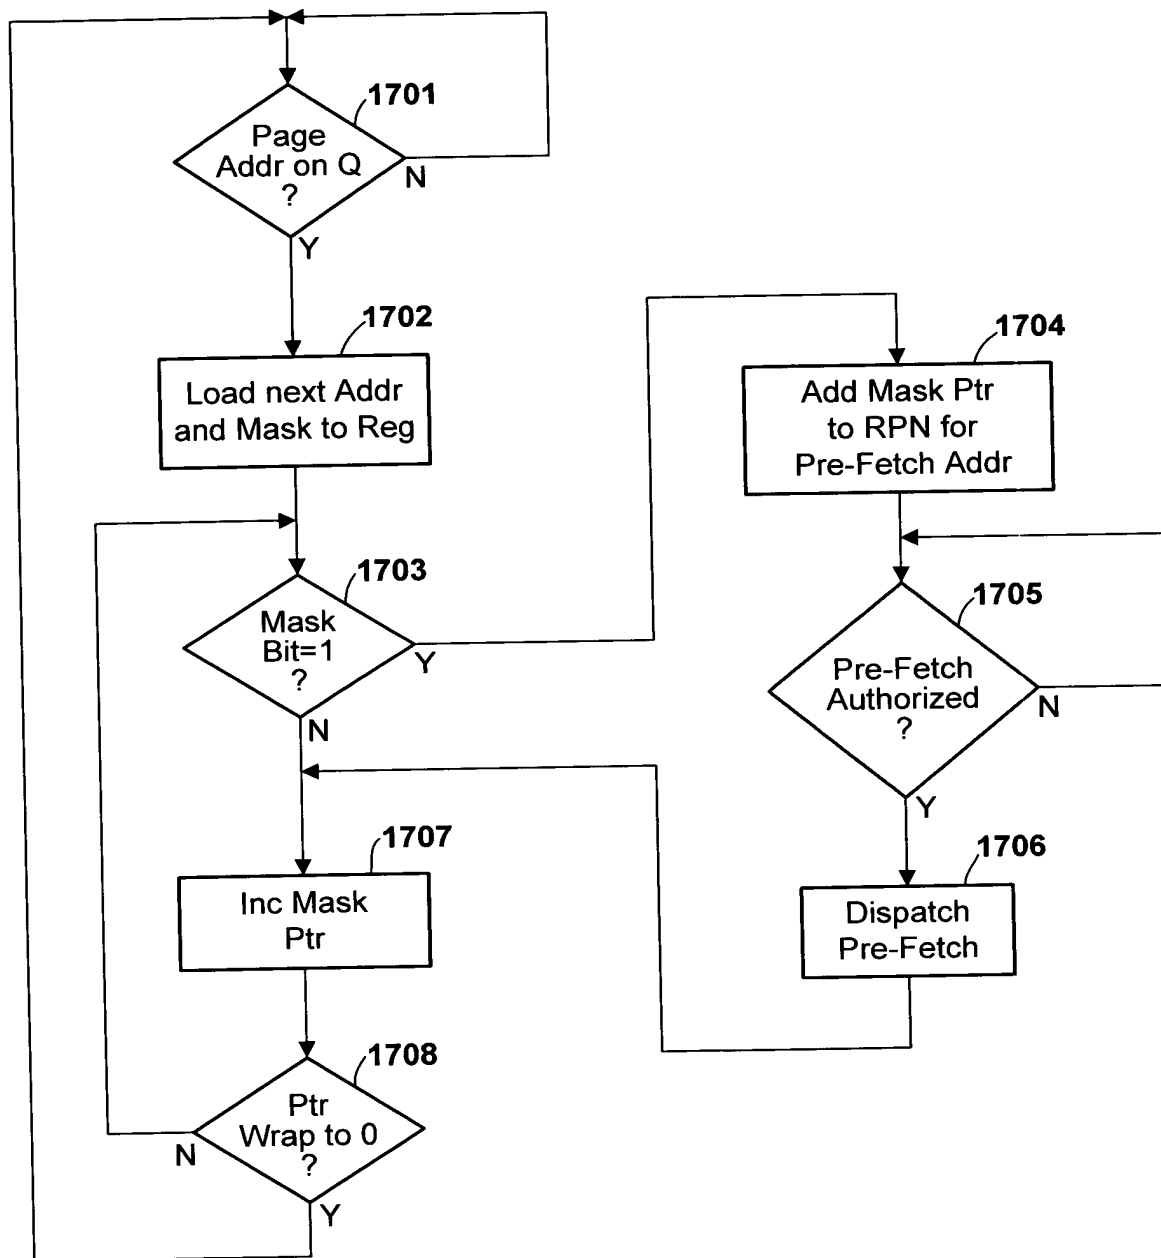 1701
Page
Addr on Q
?
N
Y
1702
Load next Addr
and Mask to Reg
1703
Mask
Bit=1
?
Y
N
1704
Add Mask Ptr
to RPN for
Pre-Fetch Addr
1705
Pre-Fetch
Authorized
?
N
Y
1706
Dispatch
Pre-Fetch
1707
Inc Mask
Ptr
1708
Ptr
Wrap to 0
?
N
Y